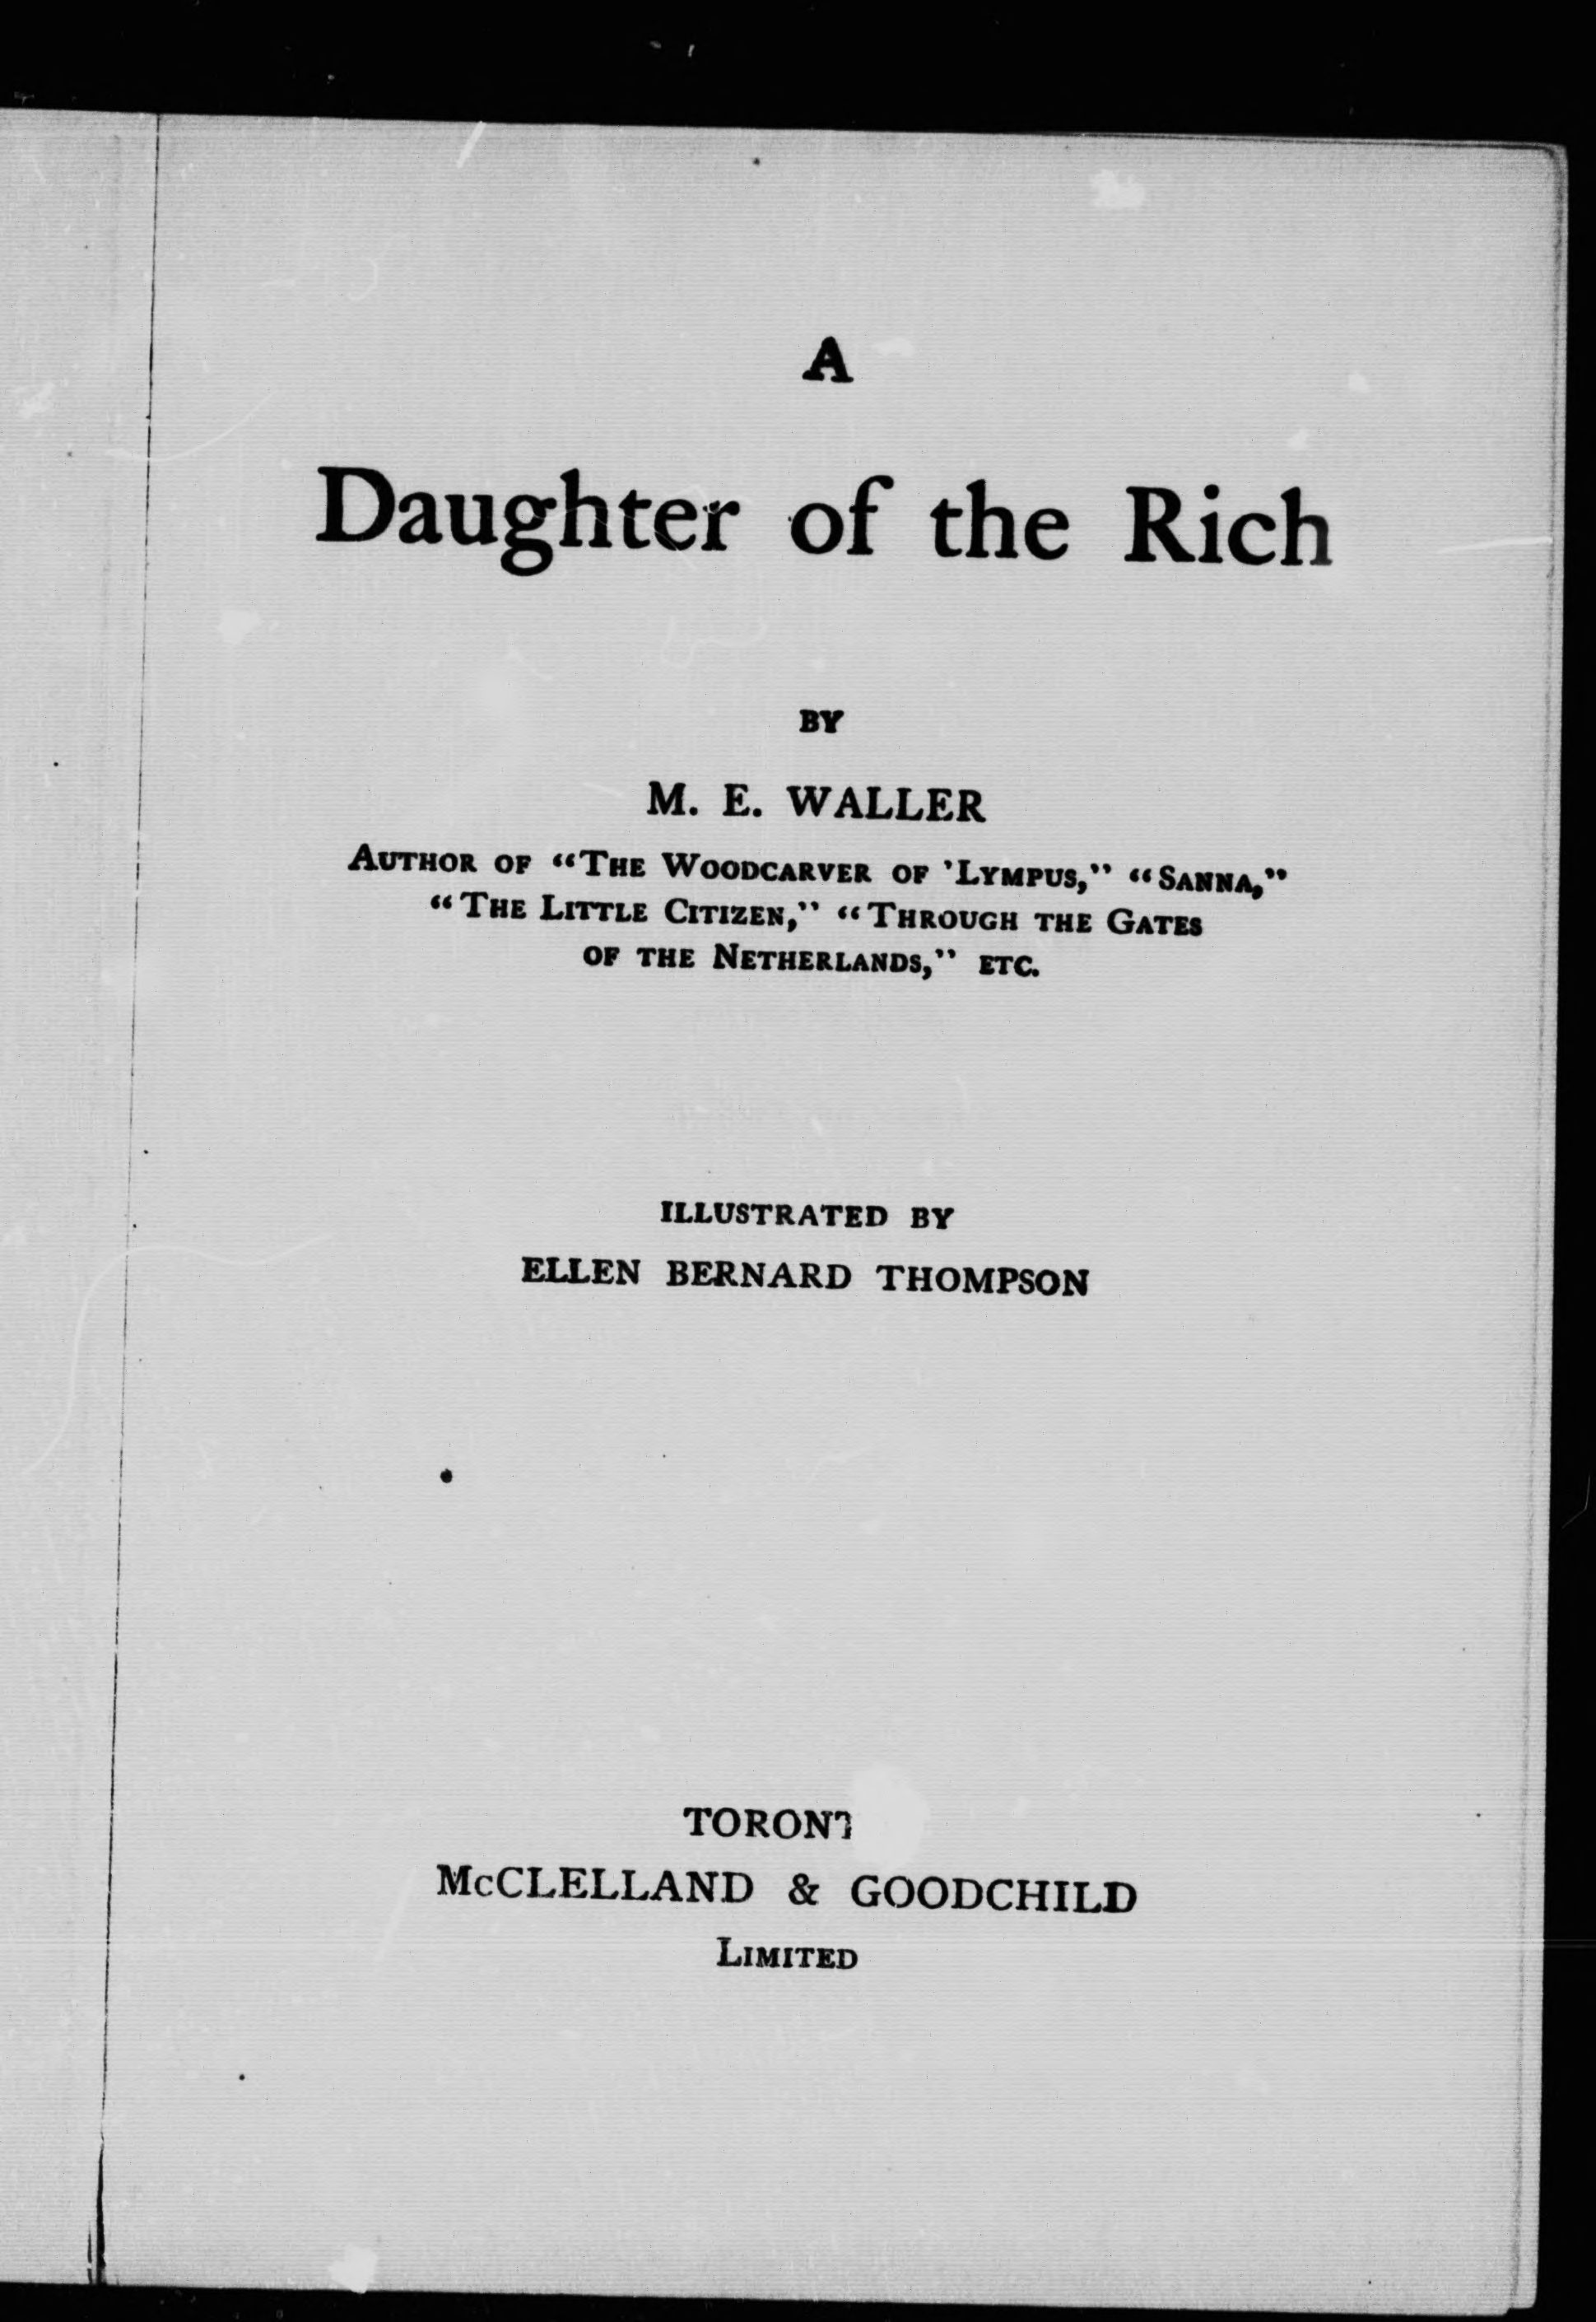 A
Daughter of the Rich
BY
M. E. WALLER
AUTHOR OF “THE WOODCARVER OF ’LYMPUS,” “SANNA,”
“THE LITTLE CITIZEN,” “THROUGH THE GATES
OF THE NETHERLANDS,” ETC.
ILLUSTRATED BY
ELLEN BERNARD THOMPSON
TORONT
McCLELLAND & GOODCHILD
LIMITED